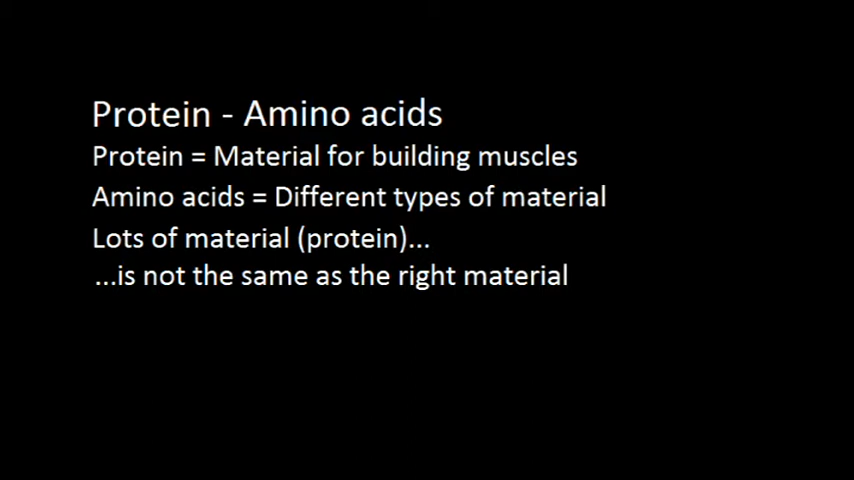 Protein - Amino acids
Protein = Material for building muscles
Amino acids = Different types of material
Lots of material (protein)...
...is not the same as the right material